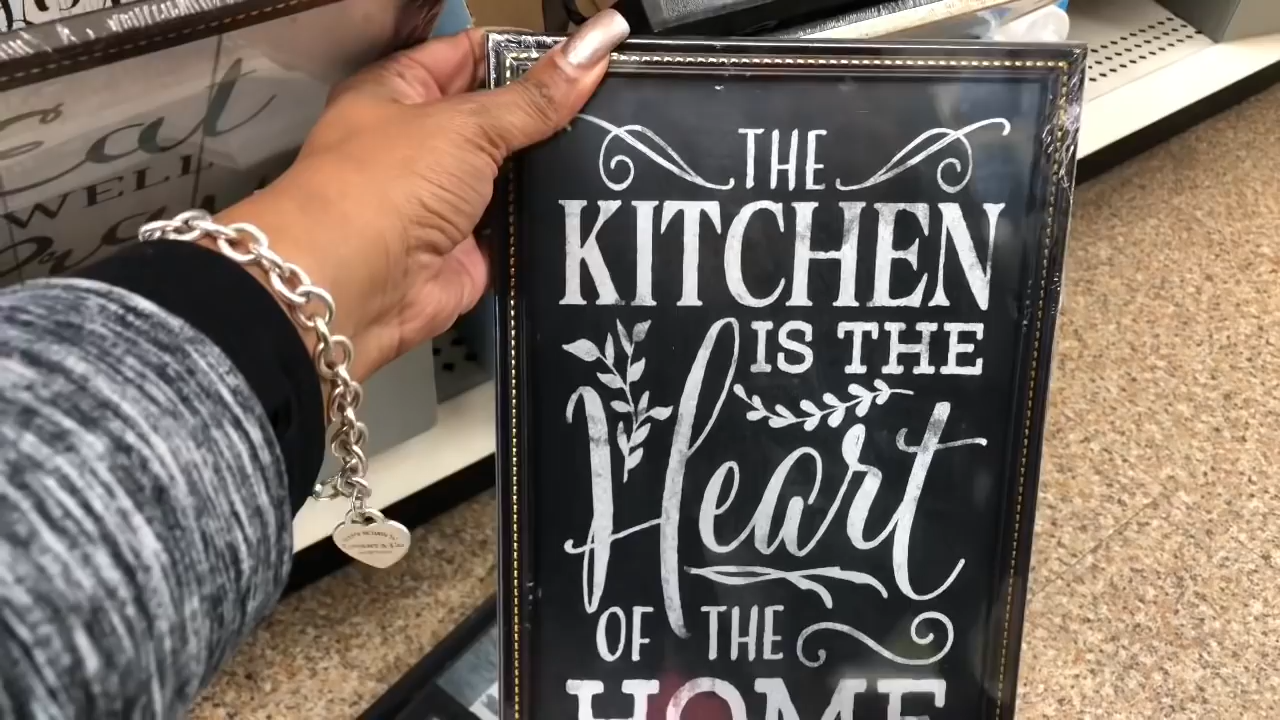 THE
KITCHEN
IS THE
Heart
OF THE
HOME
Eat
WELL